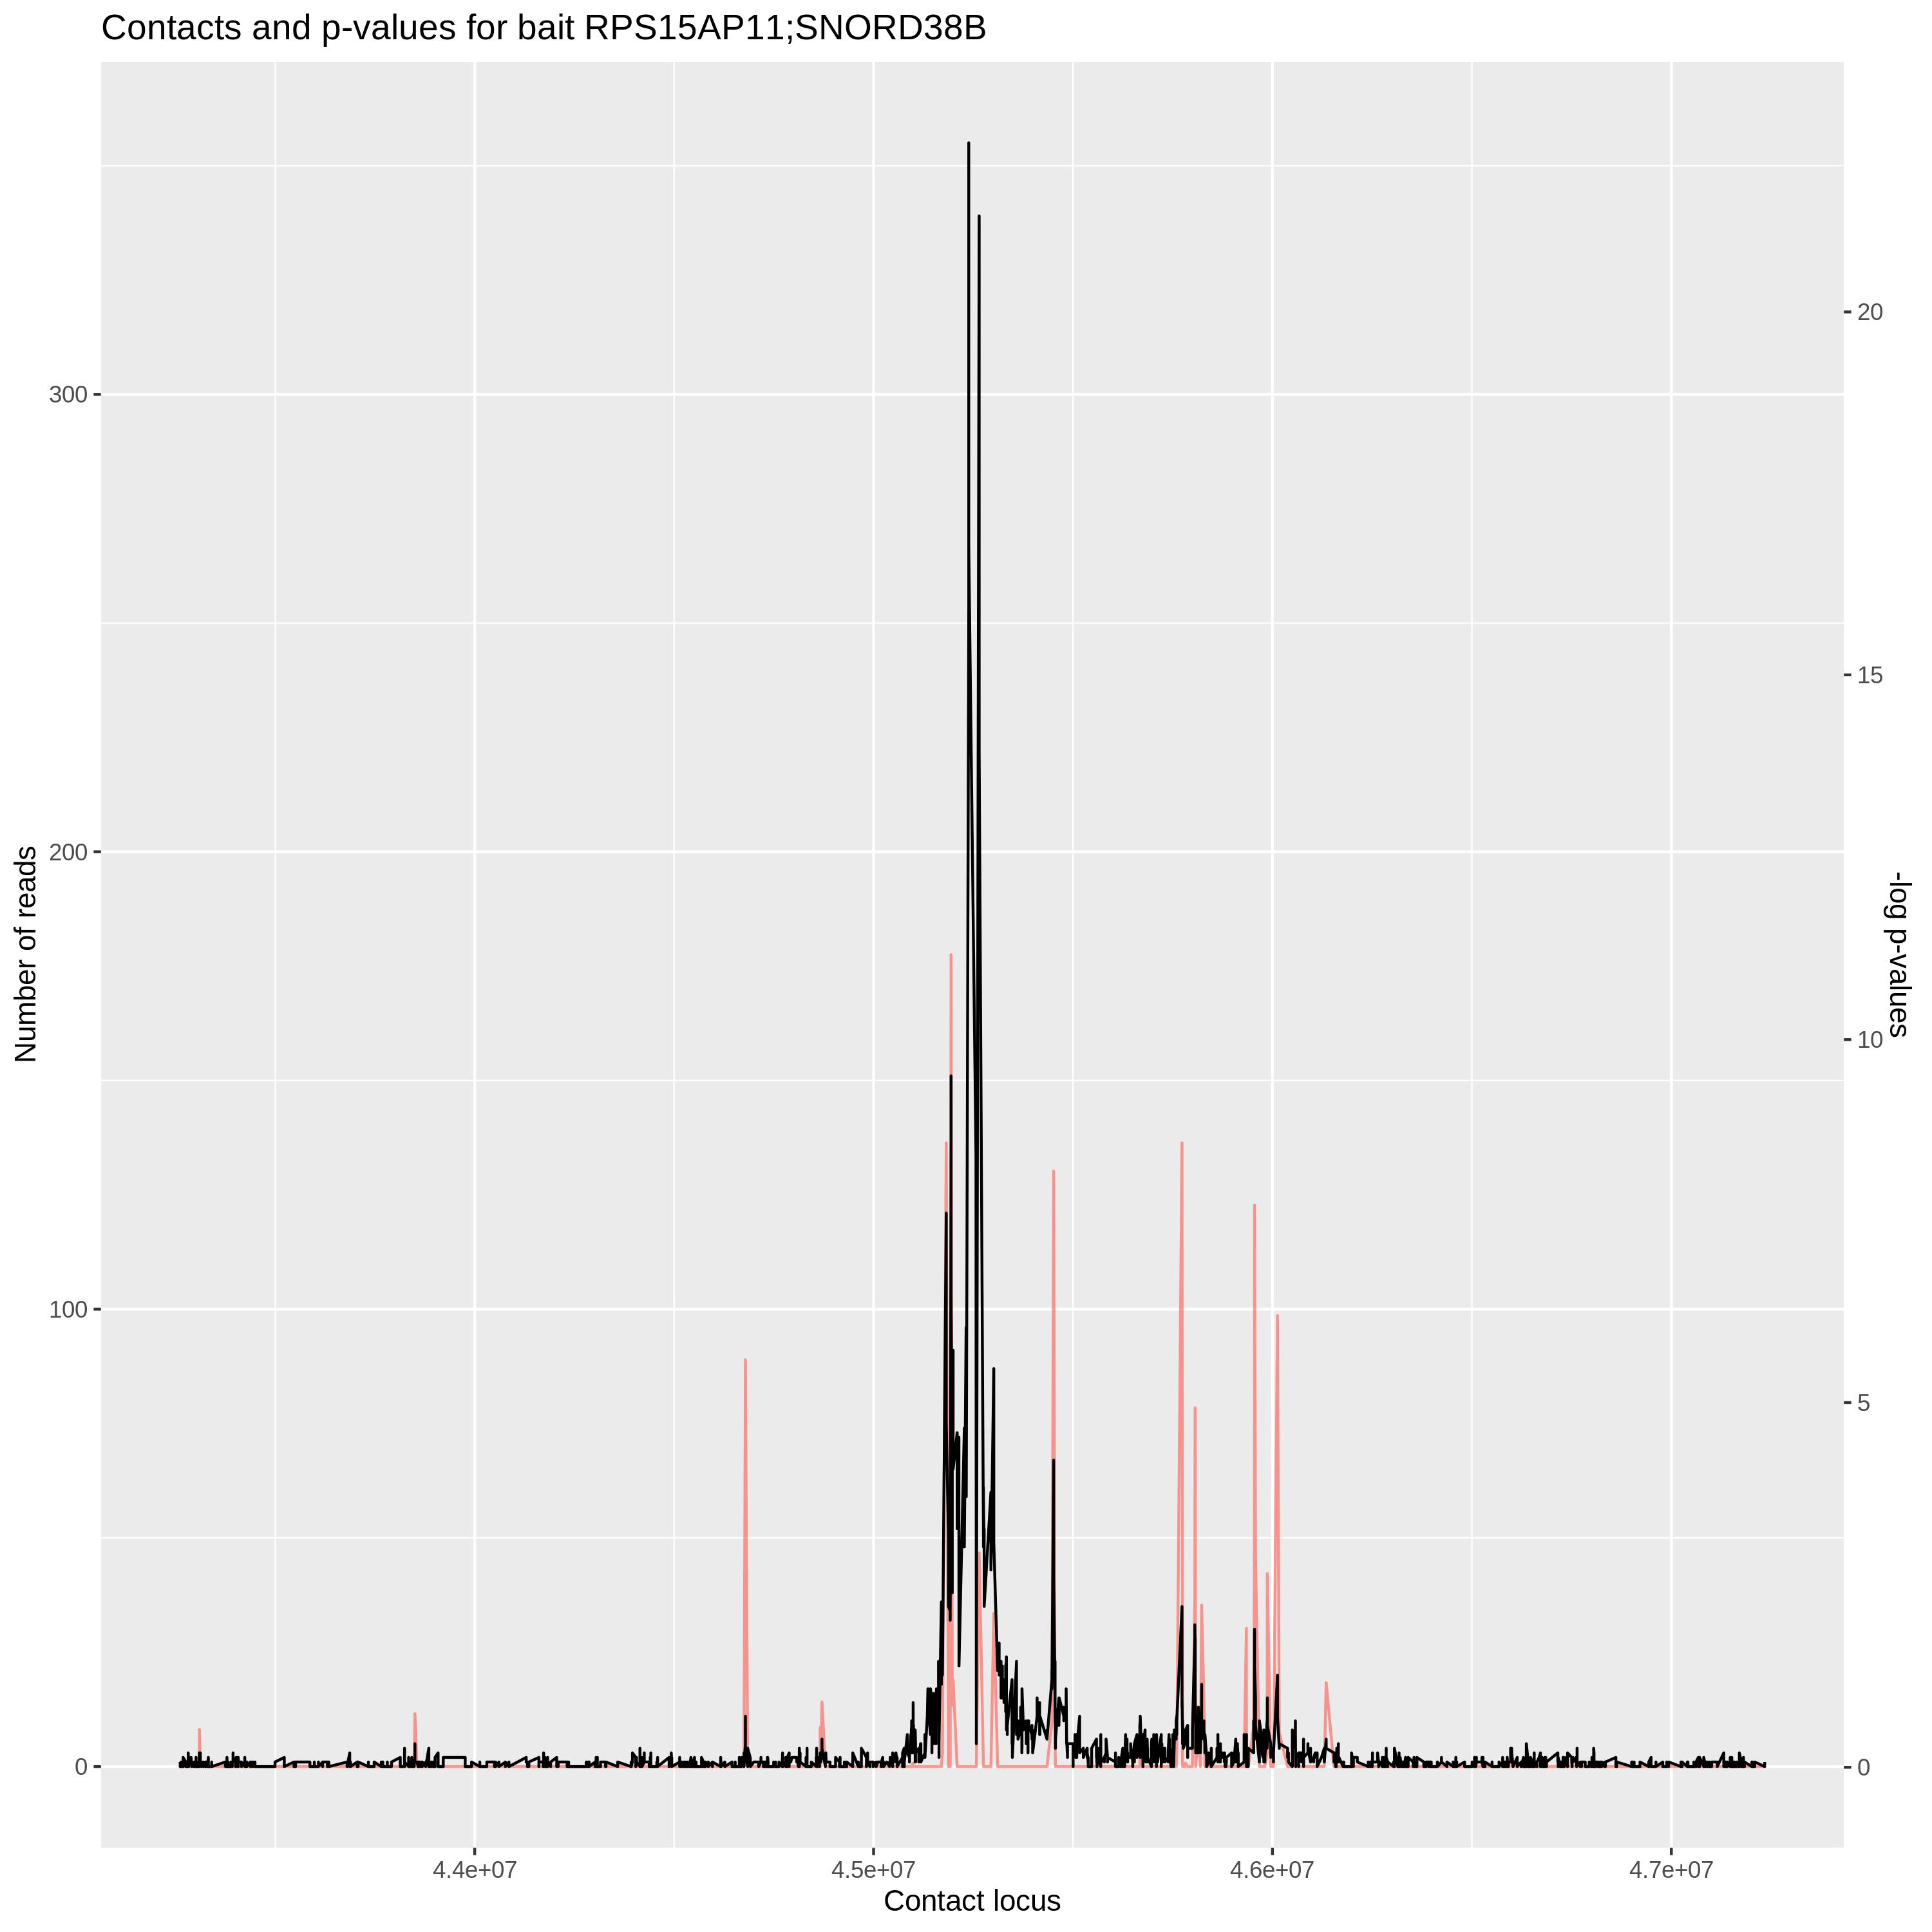 Contacts and p-values for bait RPS15AP11;SNORD38B
Number of reads
300
200
100
0
20
15
10
5
0
-log p-values
4.4e+07
4.5e+07
4.6e+07
4.7e+07
Contact locus